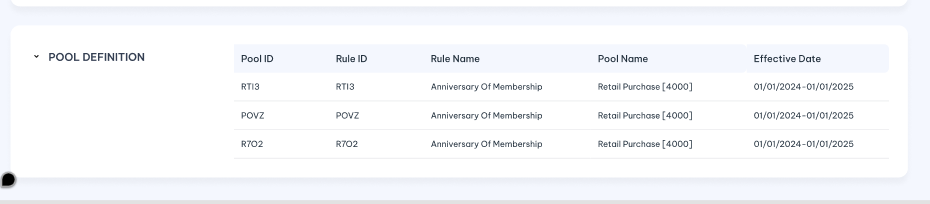 POOL DEFINITION
Pool ID Rule ID Rule Name Pool Name Effective Date
RTI3 RTI3 Anniversary Of Membership Retail Purchase [4000] 01/01/2024-01/01/2025
POVZ POVZ Anniversary Of Membership Retail Purchase [4000] 01/01/2024-01/01/2025
R7O2 R7O2 Anniversary Of Membership Retail Purchase [4000] 01/01/2024-01/01/2025